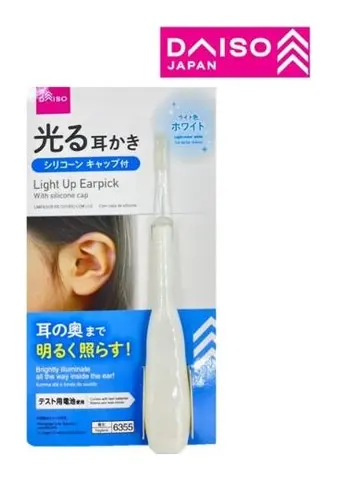 DAISO
JAPAN
DAISO
光る耳かき
シリコーン キャップ付
ライト色
ホワイト
Light Up Earpick
With silicone cap
耳の奥まで
明るく照らす!
Brightly illuminate
all the way inside the ear!
テスト用電池使用
6355